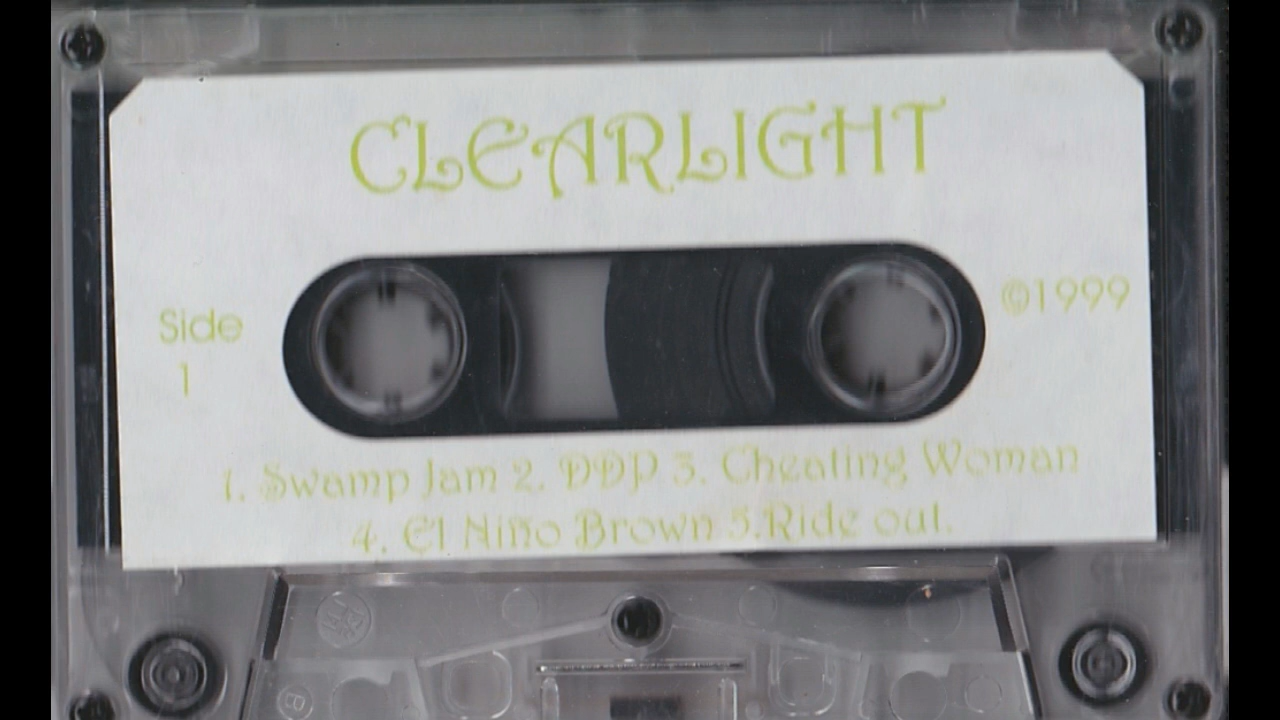 CLEARLIGHT
Side
1
©1999
1. Swamp Jam 2. DDP 3. Cheating Woman
4. El Niño Brown 5.Ride out.